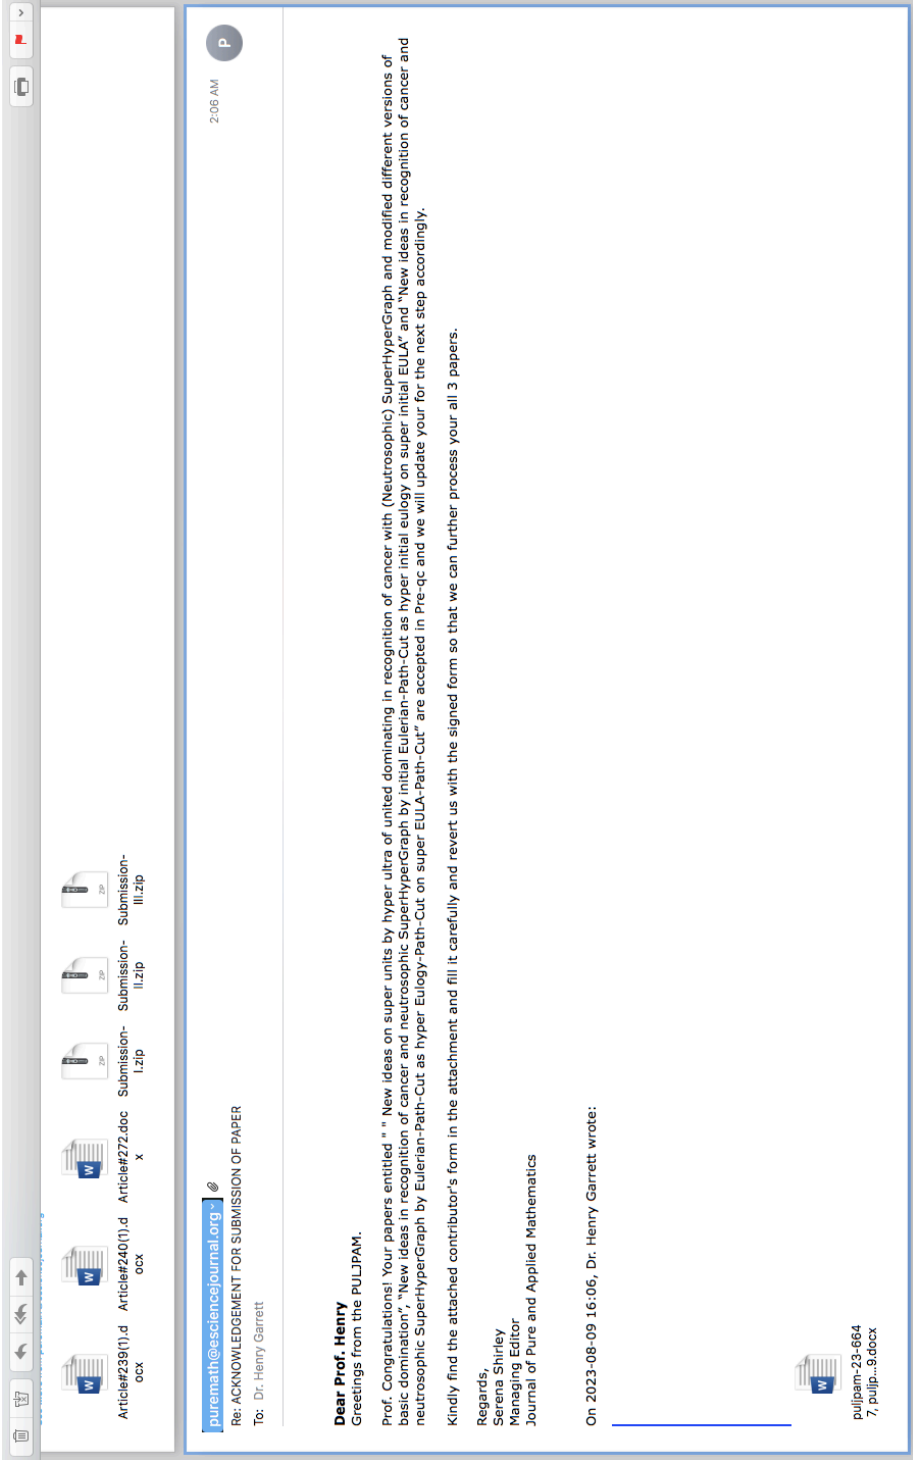 Article#239(1).d
ocx
Article#240(1).d
ocx
Article#272.doc
x
Submission-
I.zip
Submission-
II.zip
Submission-
III.zip
puremath@esciencejournal.org
2:06 AM
P
Re: ACKNOWLEDGEMENT FOR SUBMISSION OF PAPER
To: Dr. Henry Garrett
Dear Prof. Henry
Greetings from the PULJPAM.
Prof. Congratulations! Your papers entitled " " New ideas on super units by hyper ultra of united dominating in recognition of cancer with (Neutrosophic) SuperHyperGraph and modified different versions of
basic domination”, “New ideas in recognition of cancer and neutrosophic SuperHyperGraph by initial Eulerian-Path-Cut as hyper initial eulogy on super initial EULA” and “New ideas in recognition of cancer and
neutrosophic SuperHyperGraph by Eulerian-Path-Cut as hyper Eulogy-Path-Cut on super EULA-Path-Cut” are accepted in Pre-qc and we will update your for the next step accordingly.
Kindly find the attached contributor's form in the attachment and fill it carefully and revert us with the signed form so that we can further process your all 3 papers.
Regards,
Serena Shirley
Managing Editor
Journal of Pure and Applied Mathematics
On 2023-08-09 16:06, Dr. Henry Garrett wrote:
puljpam-23-664
7, puljp...9.docx